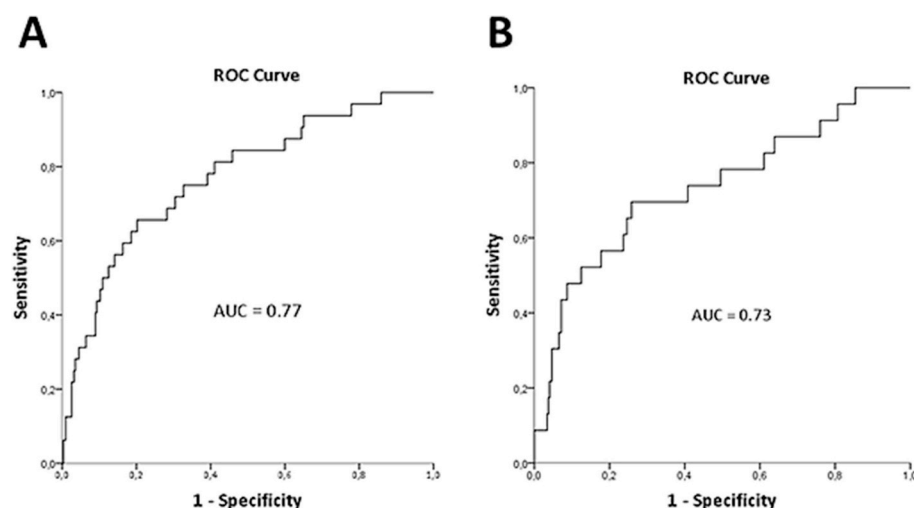 A
ROC Curve
1,0
0,8
0,6
0,4
0,2
0,0
Sensitivity
AUC = 0.77
0,0 0,2 0,4 0,6 0,8 1,0
1 - Specificity
B
ROC Curve
1,0
0,8
0,6
0,4
0,2
0,0
Sensitivity
AUC = 0.73
0,0 0,2 0,4 0,6 0,8 1,0
1 - Specificity